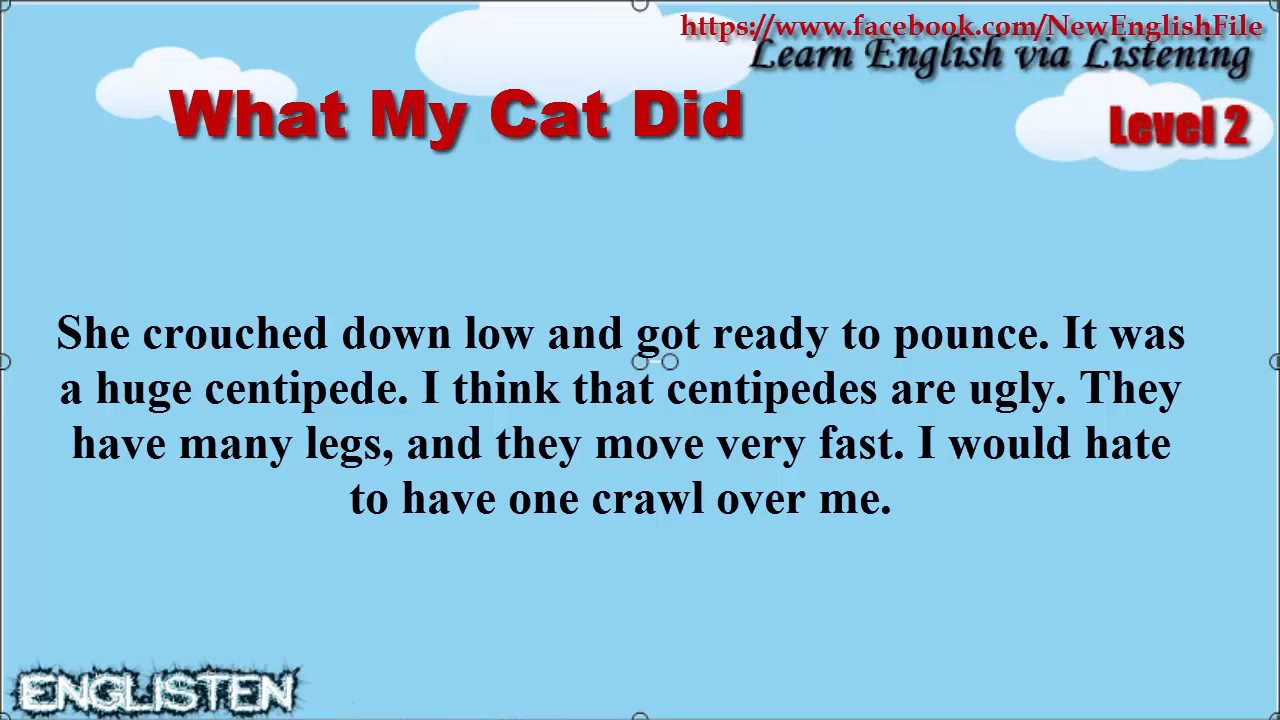 https://www.facebook.com/NewEnglishFile
Learn English via Listening
What My Cat Did
Level 2
She crouched down low and got ready to pounce. It was
a huge centipede. I think that centipedes are ugly. They
have many legs, and they move very fast. I would hate
to have one crawl over me.
ENGLISTEN